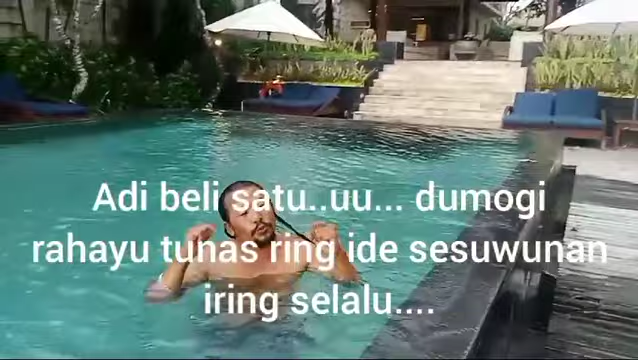 Adi beli satu..uu... dumogi
rahayu tunas ring ide sesuwunan
iring selalu....